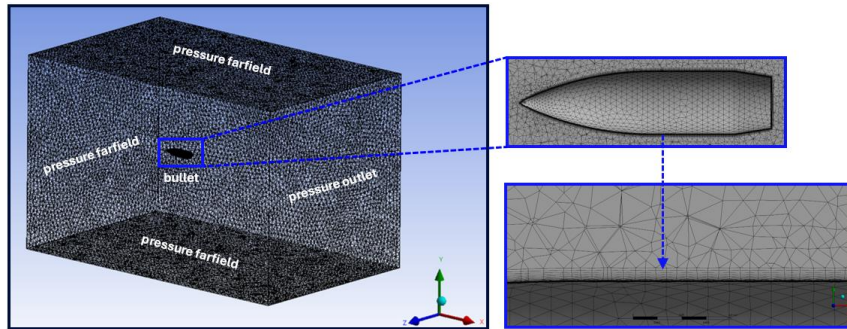 pressure farfield
pressure farfield
bullet
pressure outlet
pressure farfield
Y
Z
X